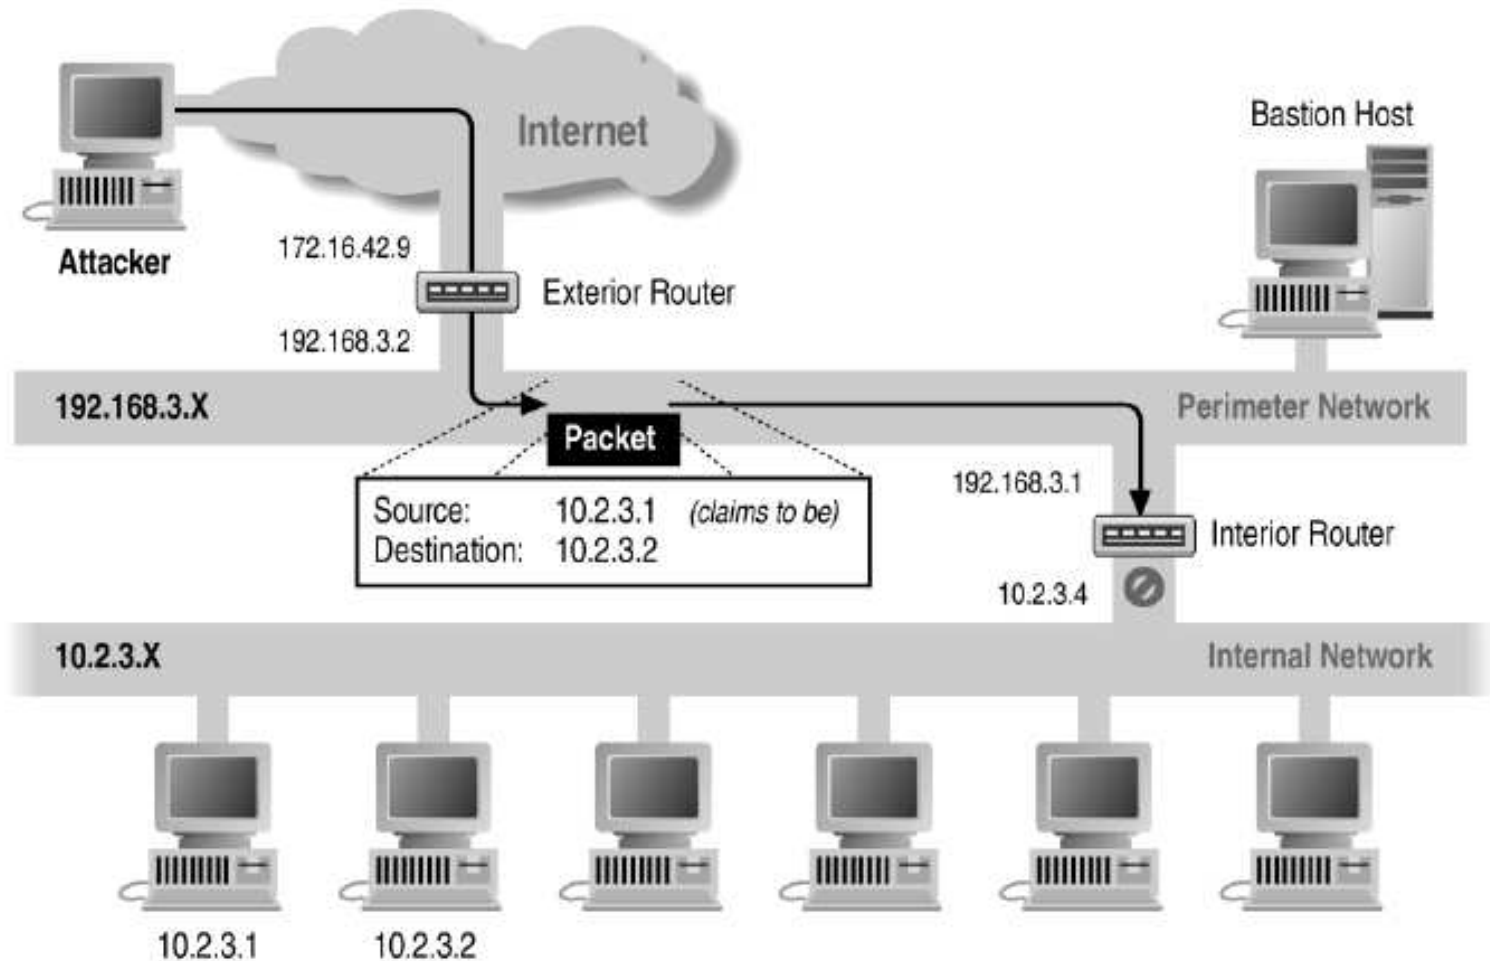 Internet
Bastion Host
Attacker
172.16.42.9
Exterior Router
192.168.3.2
192.168.3.X
Perimeter Network
Packet
Source: 10.2.3.1 (claims to be)
Destination: 10.2.3.2
192.168.3.1
Interior Router
10.2.3.4
10.2.3.X
Internal Network
10.2.3.1
10.2.3.2